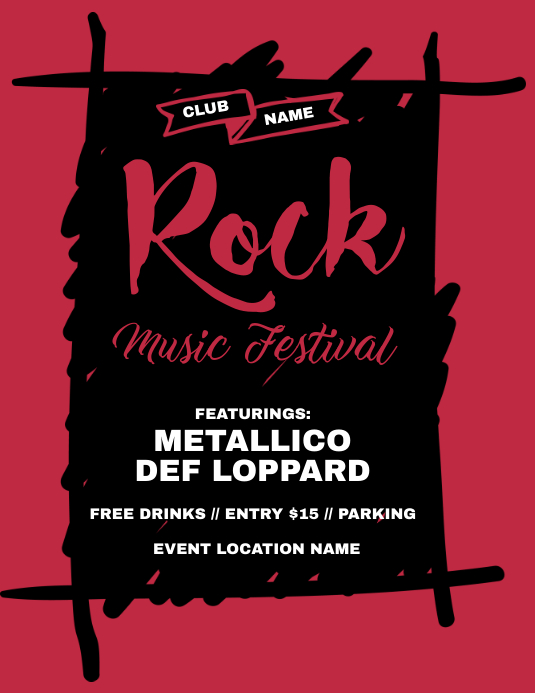 CLUB NAME
Rock
Music Festival
FEATURINGS:
METALLICO
DEF LOPPARD
FREE DRINKS // ENTRY $15 // PARKING
EVENT LOCATION NAME